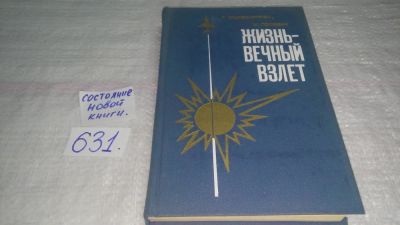 состояние
новой
книги.
631.
ЖИЗНЬ-
ВЕЧНЫЙ
ВЗЛЕТ